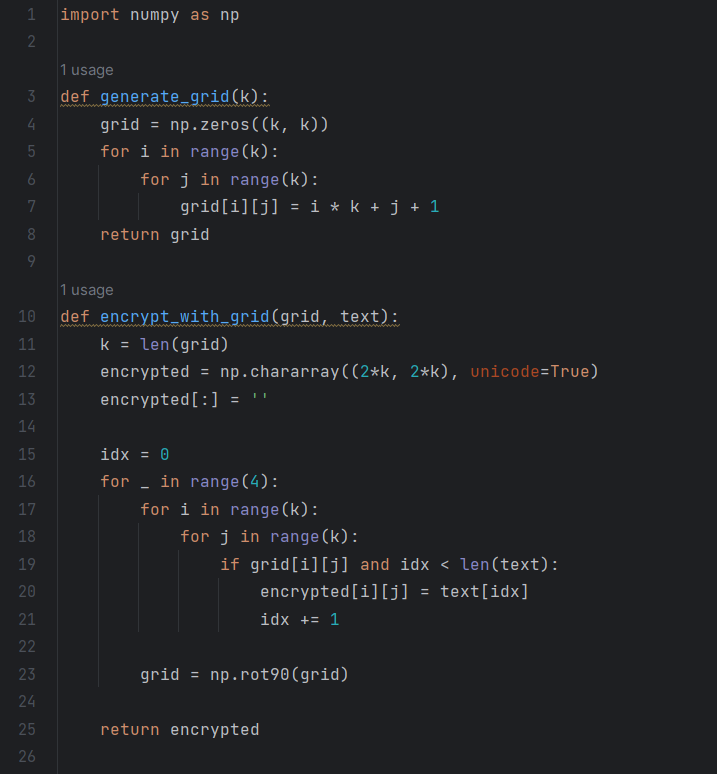 1 import numpy as np
2
1 usage
3 def generate_grid(k):
4     grid = np.zeros((k, k))
5     for i in range(k):
6         for j in range(k):
7             grid[i][j] = i * k + j + 1
8     return grid
9
1 usage
10 def encrypt_with_grid(grid, text):
11     k = len(grid)
12     encrypted = np.chararray((2*k, 2*k), unicode=True)
13     encrypted[:] = ''
14
15     idx = 0
16     for _ in range(4):
17         for i in range(k):
18             for j in range(k):
19                 if grid[i][j] and idx < len(text):
20                     encrypted[i][j] = text[idx]
21                     idx += 1
22
23         grid = np.rot90(grid)
24
25     return encrypted
26